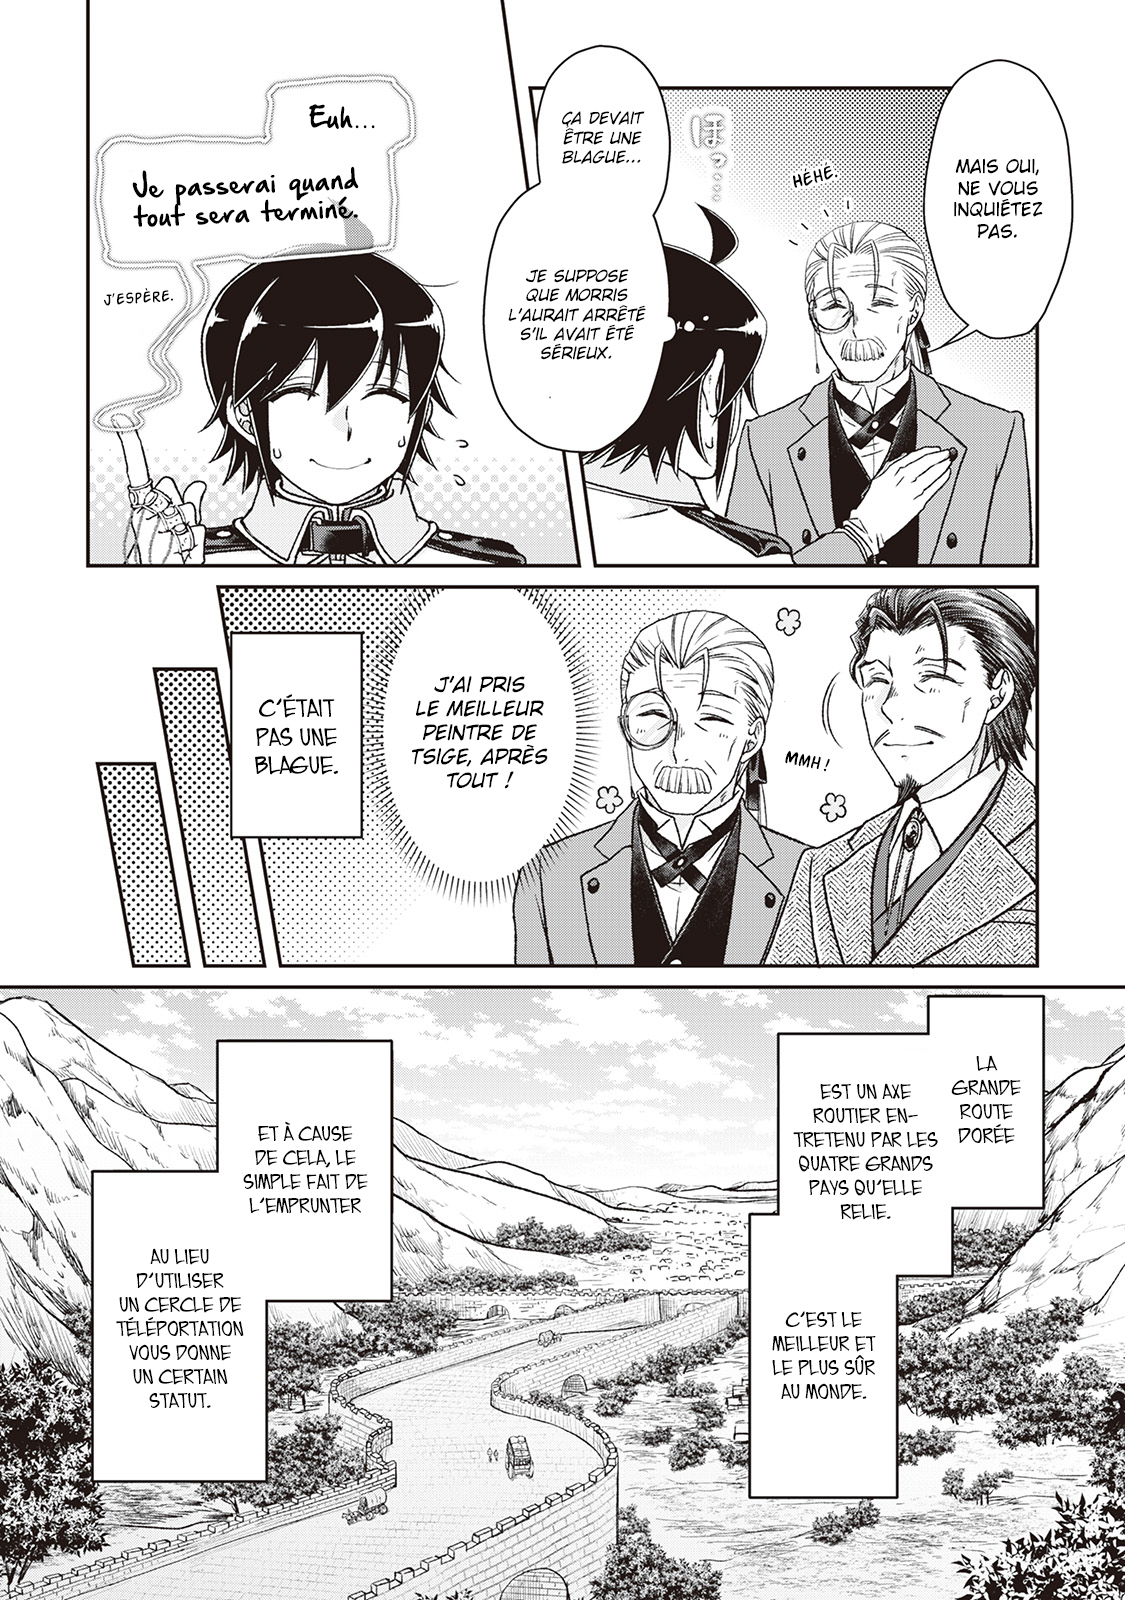 MAIS OUI,
NE VOUS
INQUIÉTEZ
PAS.
HÉHÉ.
ほっ…
ÇA DEVAIT
ÊTRE UNE
BLAGUE...
JE SUPPOSE
QUE MORRIS
L'AURAIT ARRÊTÉ
S'IL AVAIT ÉTÉ
SÉRIEUX.
Euh...
Je passerai quand
tout sera terminé.
J'ESPÈRE.
MMH !
J'AI PRIS
LE MEILLEUR
PEINTRE DE
TSIGE, APRÈS
TOUT !
C'ÉTAIT
PAS UNE
BLAGUE.
LA
GRANDE
ROUTE
DORÉE
EST UN AXE
ROUTIER EN-
TRETENU PAR LES
QUATRE GRANDS
PAYS QU'ELLE
RELIE.
C'EST LE
MEILLEUR ET
LE PLUS SÛR
AU MONDE.
ET À CAUSE
DE CELA, LE
SIMPLE FAIT DE
L'EMPRUNTER
AU LIEU
D'UTILISER
UN CERCLE DE
TÉLÉPORTATION
VOUS DONNE
UN CERTAIN
STATUT.